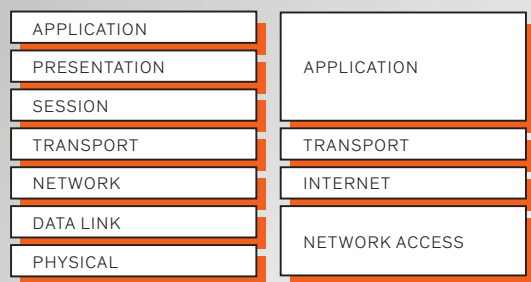 APPLICATION
PRESENTATION
SESSION
TRANSPORT
NETWORK
DATA LINK
PHYSICAL
APPLICATION
TRANSPORT
INTERNET
NETWORK ACCESS